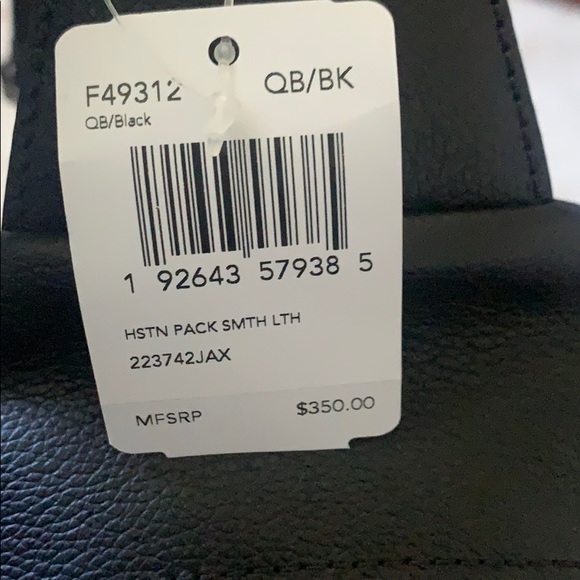 F49312 QB/BK
QB/Black
1 92643 57938 5
HSTN PACK SMTH LTH
223742JAX
MFSRP $350.00